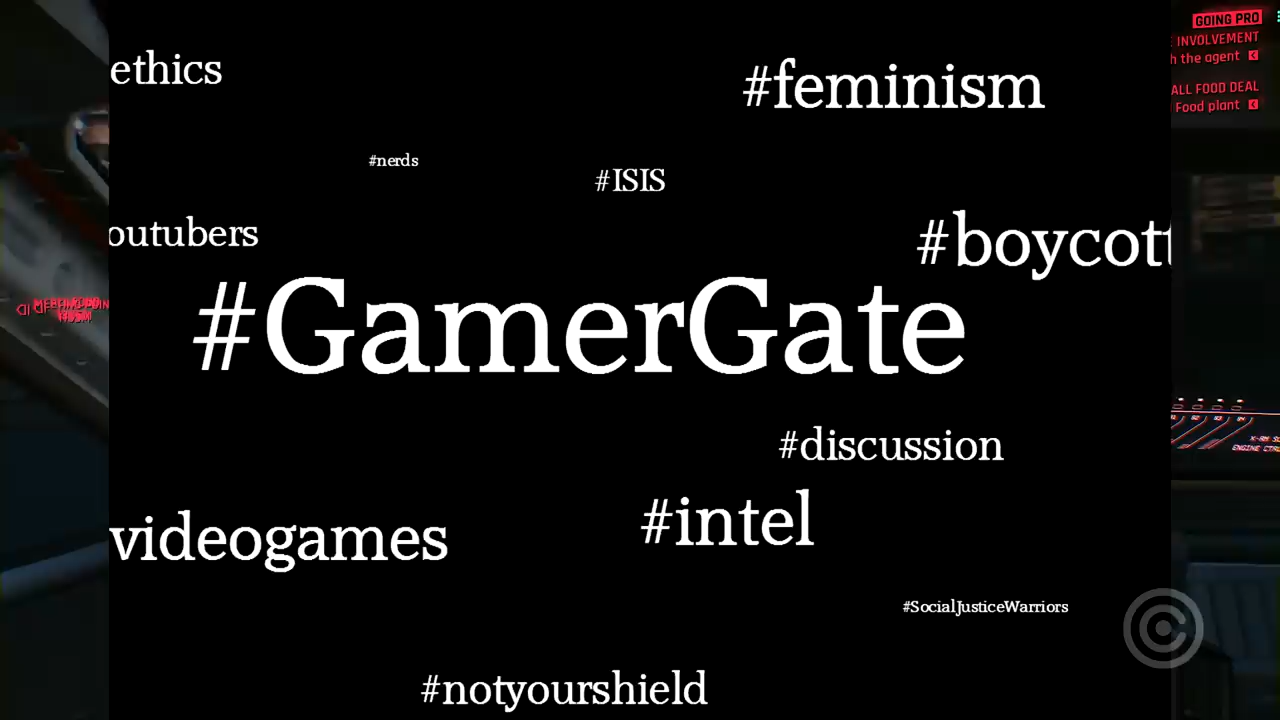 GOING PRO
INVOLVEMENT
ethics
#feminism
h the agent
ALL FOOD DEAL
Food plant
#nerds
#ISIS
outubers
#boycott
#GamerGate
#discussion
#intel
videogames
#SocialJusticeWarriors
#notyourshield